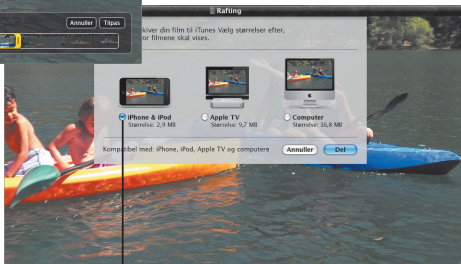 Annuller Tilpas
Rafting
kiver din film til iTunes Vælg størrelser efter,
or filmene skal vises.
iPhone & iPod
Størrelse: 2,9 MB
Apple TV
Størrelse: 9,7 MB
Computer
Størrelse: 36,8 MB
Kompatibel med: iPhone, iPod, Apple TV og computere
Annuller Del